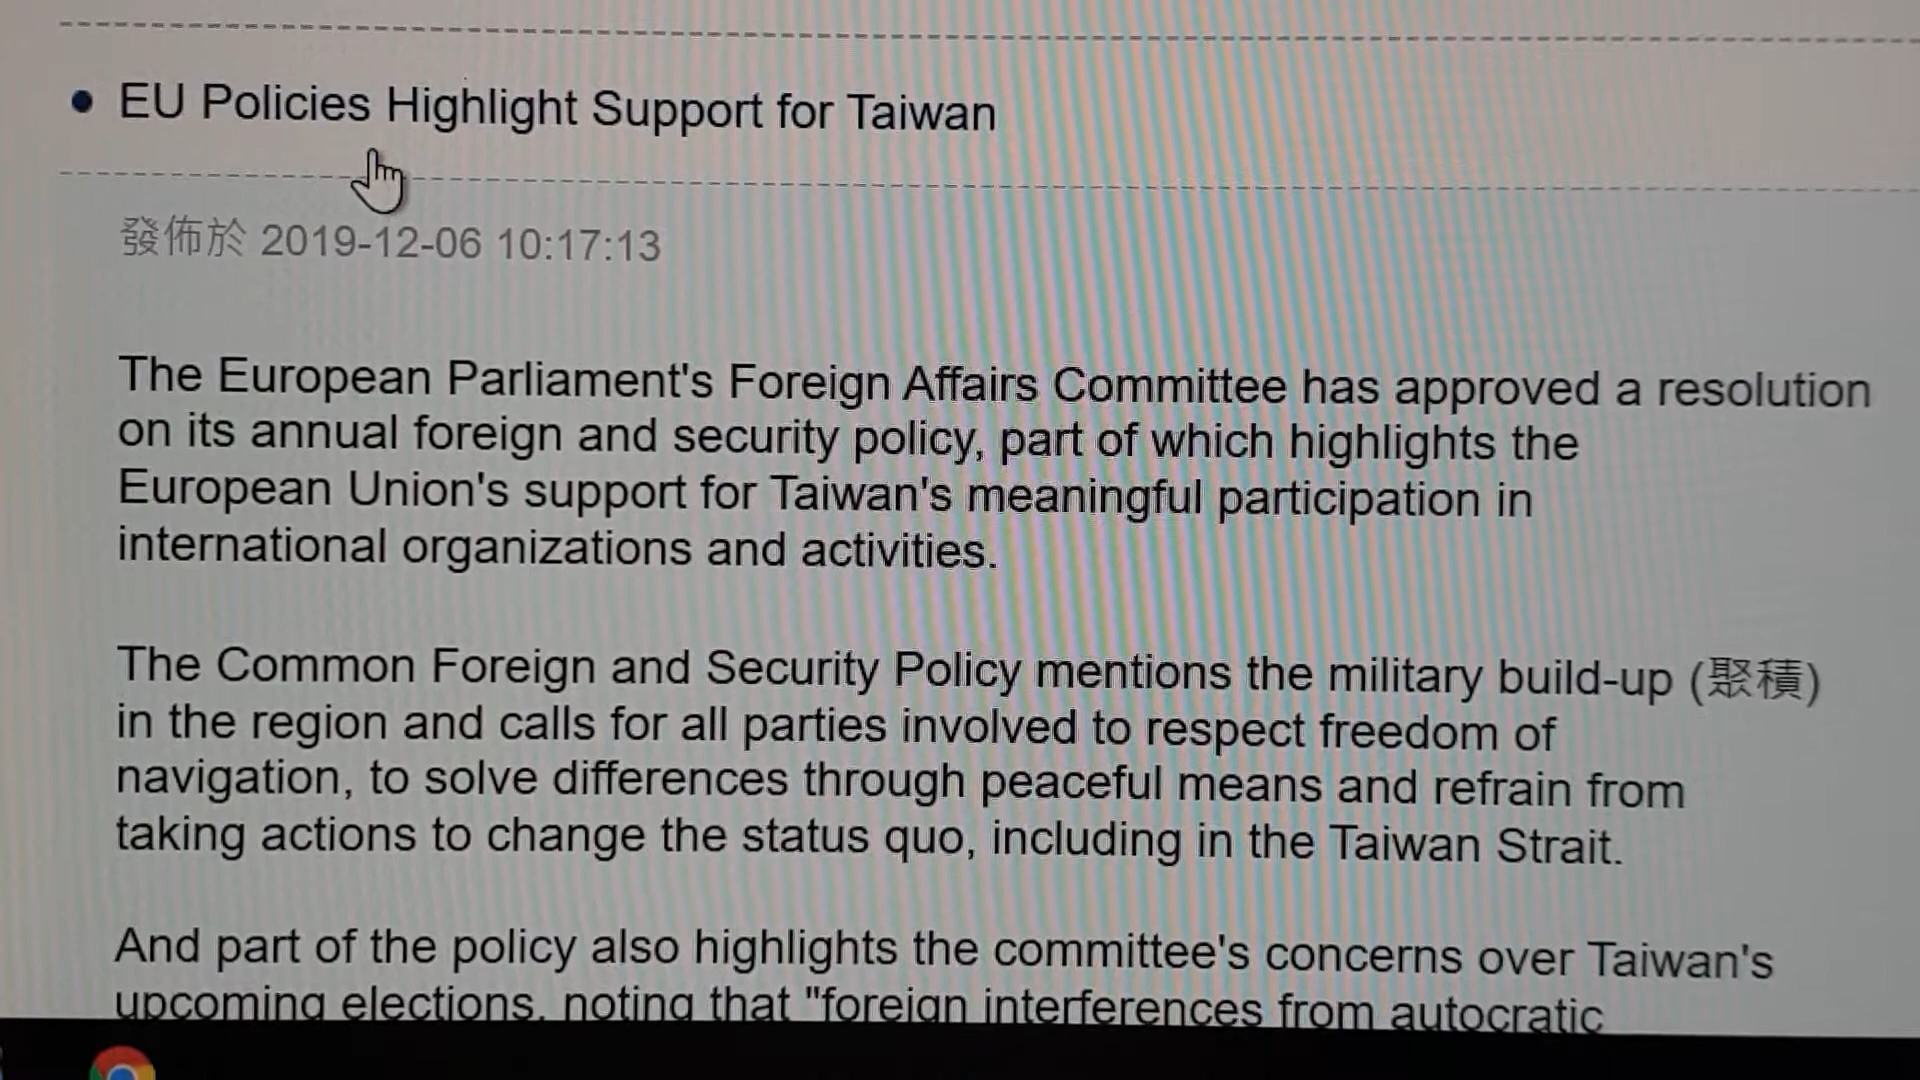 EU Policies Highlight Support for Taiwan
發佈於 2019-12-06 10:17:13
The European Parliament's Foreign Affairs Committee has approved a resolution
on its annual foreign and security policy, part of which highlights the
European Union's support for Taiwan's meaningful participation in
international organizations and activities.
The Common Foreign and Security Policy mentions the military build-up (聚積)
in the region and calls for all parties involved to respect freedom of
navigation, to solve differences through peaceful means and refrain from
taking actions to change the status quo, including in the Taiwan Strait.
And part of the policy also highlights the committee's concerns over Taiwan's
upcoming elections, noting that "foreign interferences from autocratic